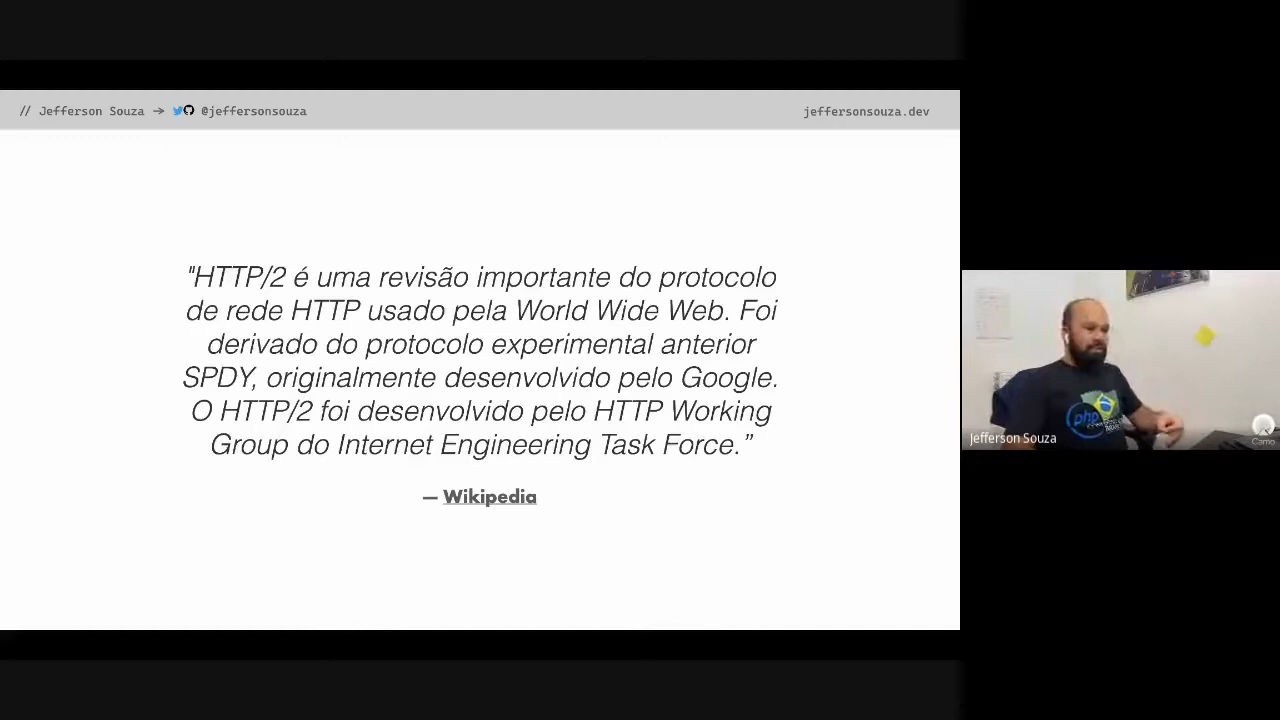 // Jefferson Souza → @jeffersonsouza
jeffersonsouza.dev
"HTTP/2 é uma revisão importante do protocolo
de rede HTTP usado pela World Wide Web. Foi
derivado do protocolo experimental anterior
SPDY, originalmente desenvolvido pelo Google.
O HTTP/2 foi desenvolvido pelo HTTP Working
Group do Internet Engineering Task Force.”
— Wikipedia
php
Jefferson Souza
Camo